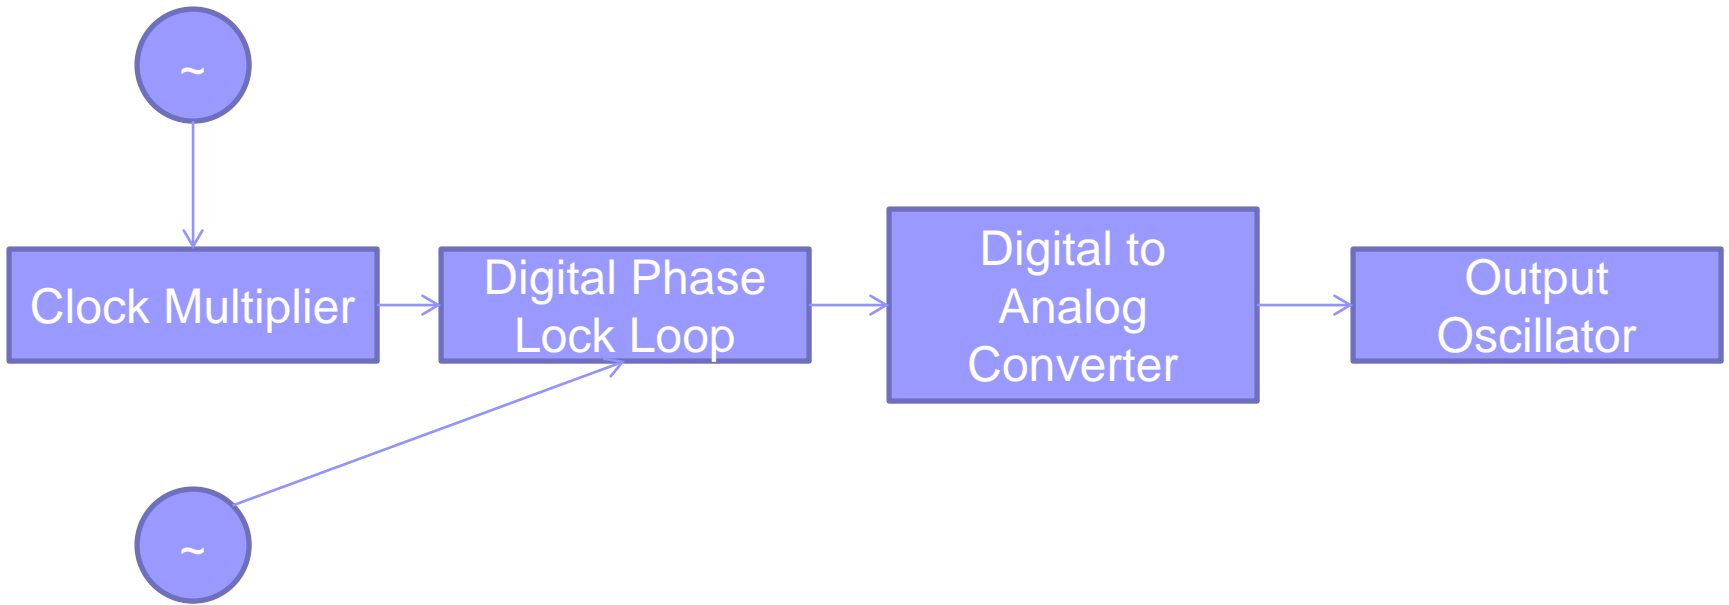 ~
Clock Multiplier
Digital Phase
Lock Loop
Digital to
Analog
Converter
Output
Oscillator
~